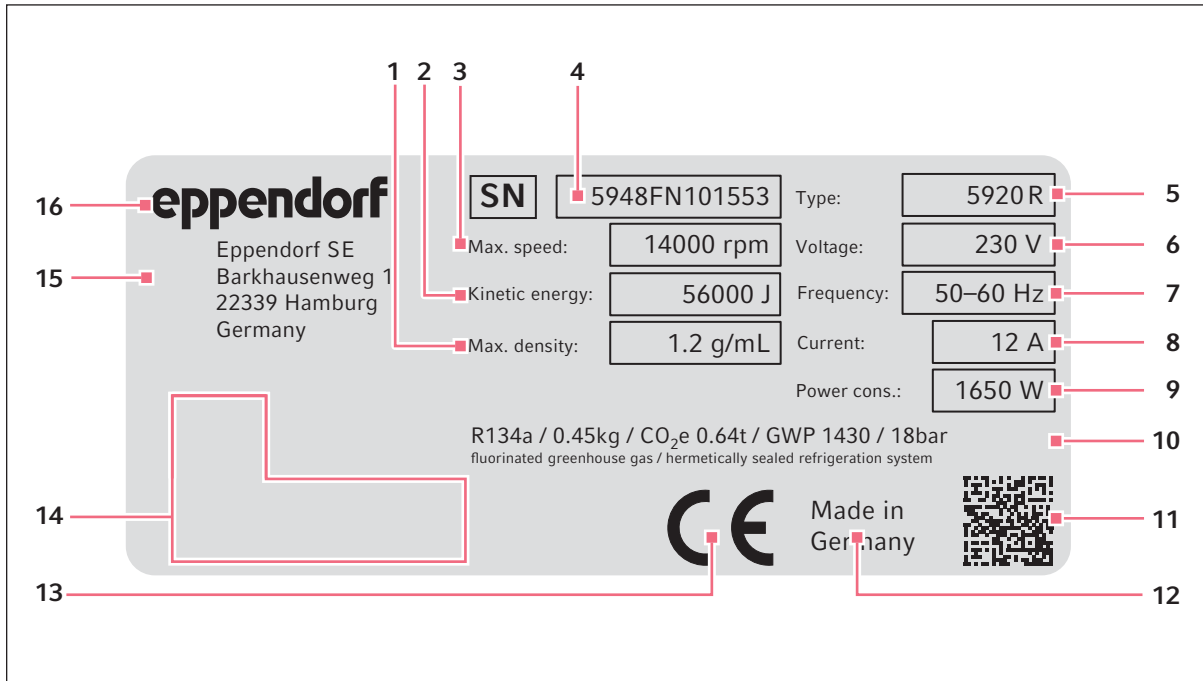 1 2 3 4
eppendorf SN 5948FN101553 Type: 5920 R 5
16
Eppendorf SE Max. speed: 14000 rpm Voltage: 230 V 6
15 Barkhausenweg 1
22339 Hamburg Kinetic energy: 56000 J Frequency: 50–60 Hz 7
Germany
Max. density: 1.2 g/mL Current: 12 A 8
Power cons.: 1650 W 9
R134a / 0.45kg / CO₂e 0.64t / GWP 1430 / 18bar 10
fluorinated greenhouse gas / hermetically sealed refrigeration system
14 CE Made in 11
Germany
13 12